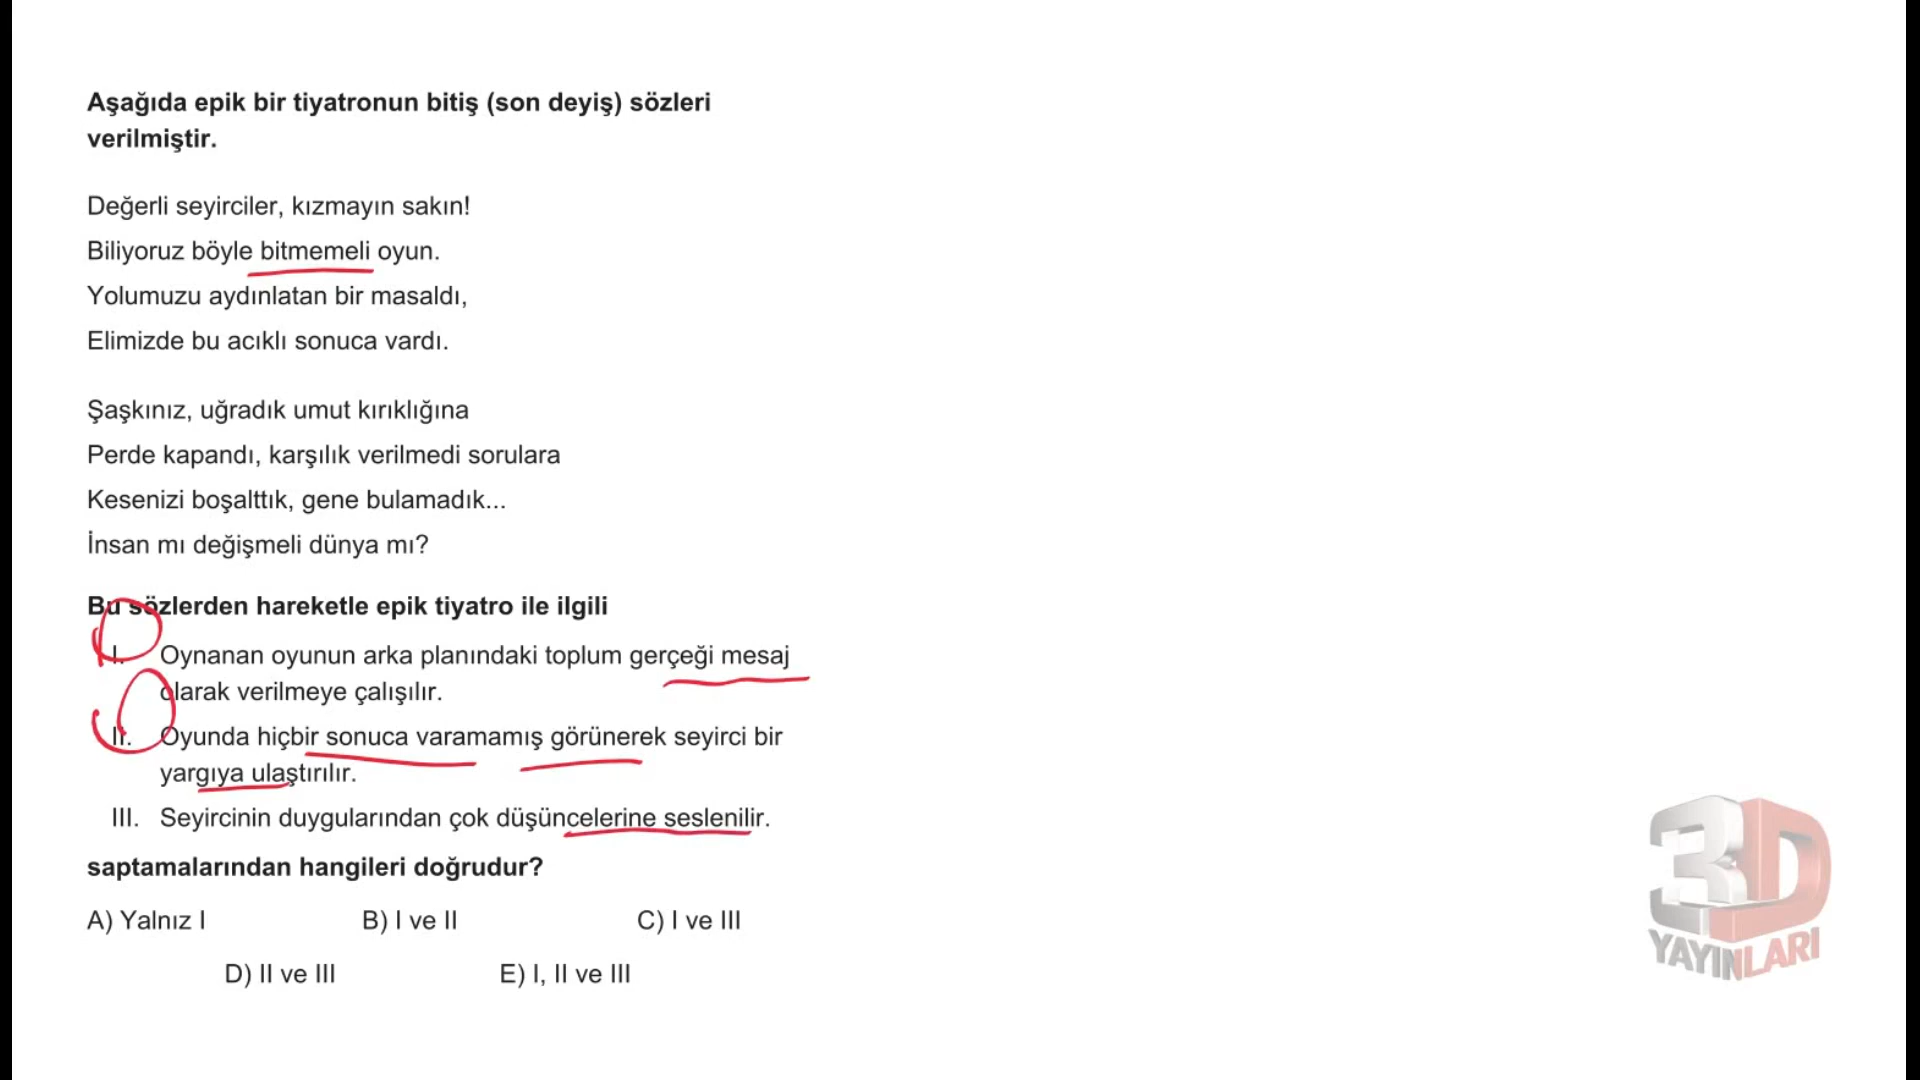 Aşağıda epik bir tiyatronun bitiş (son deyiş) sözleri
verilmiştir.
Değerli seyirciler, kızmayın sakın!
Biliyoruz böyle bitmemeli oyun.
Yolumuzu aydınlatan bir masaldı,
Elimizde bu acıklı sonuca vardı.
Şaşkınız, uğradık umut kırıklığına
Perde kapandı, karşılık verilmedi sorulara
Kesenizi boşalttık, gene bulamadık...
İnsan mı değişmeli dünya mı?
Bu sözlerden hareketle epik tiyatro ile ilgili
I. Oynanan oyunun arka planındaki toplum gerçeği mesaj
olarak verilmeye çalışılır.
II. Oyunda hiçbir sonuca varamamış görünerek seyirci bir
yargıya ulaştırılır.
III. Seyircinin duygularından çok düşüncelerine seslenilir.
saptamalarından hangileri doğrudur?
A) Yalnız I B) I ve II C) I ve III
D) II ve III E) I, II ve III
3D
YAYINLARI